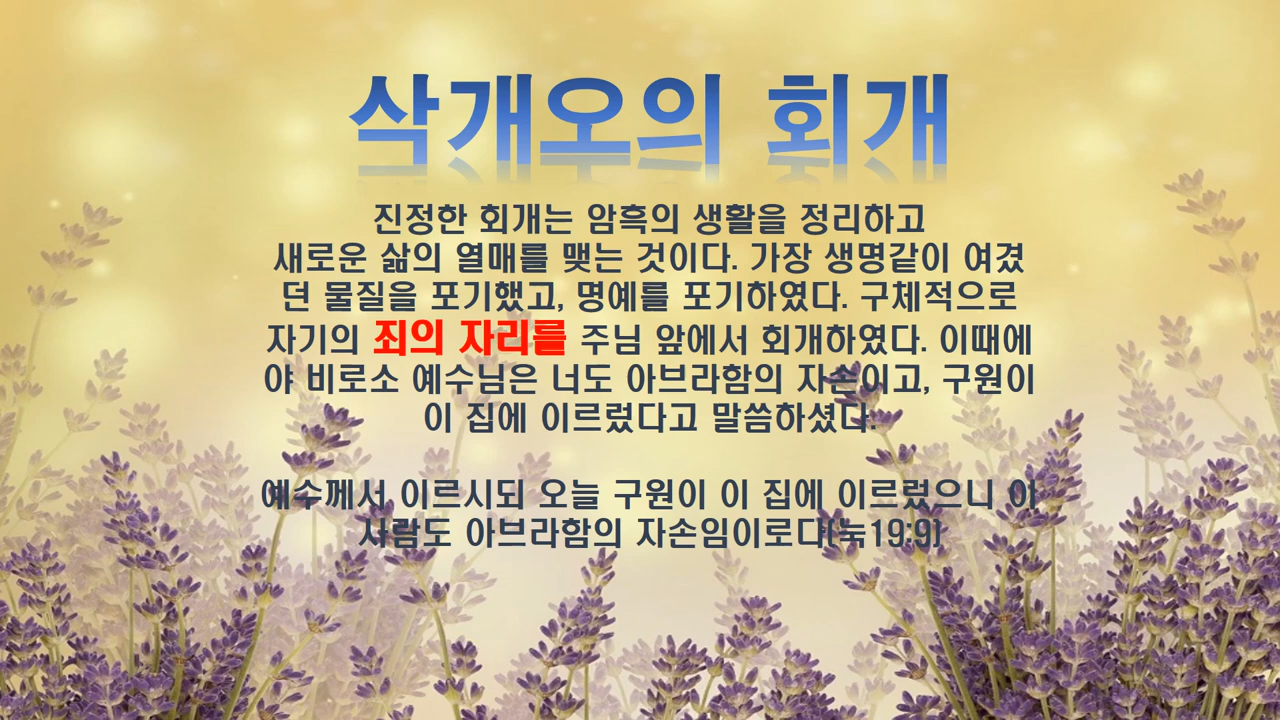 삭개오의 회개
진정한 회개는 암흑의 생활을 정리하고
새로운 삶의 열매를 맺는 것이다. 가장 생명같이 여겼
던 물질을 포기했고, 명예를 포기하였다. 구체적으로
자기의 죄의 자리를 주님 앞에서 회개하였다. 이때에
야 비로소 예수님은 너도 아브라함의 자손이고, 구원이
이 집에 이르렀다고 말씀하셨다.
예수께서 이르시되 오늘 구원이 이 집에 이르렀으니 이
사람도 아브라함의 자손임이로다(눅19:9)